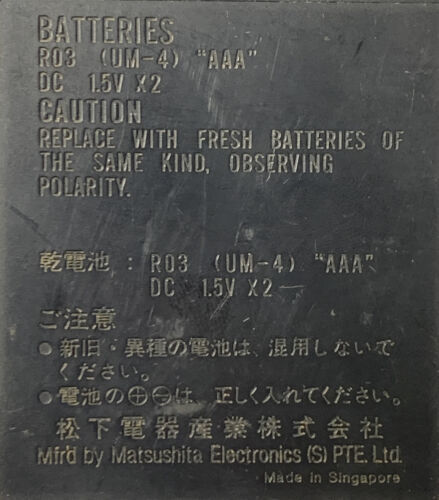 BATTERIES
R03 (UM-4) "AAA"
DC 1.5V X2
CAUTION
REPLACE WITH FRESH BATTERIES OF
THE SAME KIND, OBSERVING
POLARITY.
乾電池 : R03 (UM-4) "AAA"
DC 1.5V X2
ご注意
● 新旧・異種の電池は、混用しないで
ください。
● 電池の⊕⊖は、正しく入れてください。
松下電器産業株式会社
Mfr'd by Matsushita Electronics (S) PTE. Ltd.
Made in Singapore